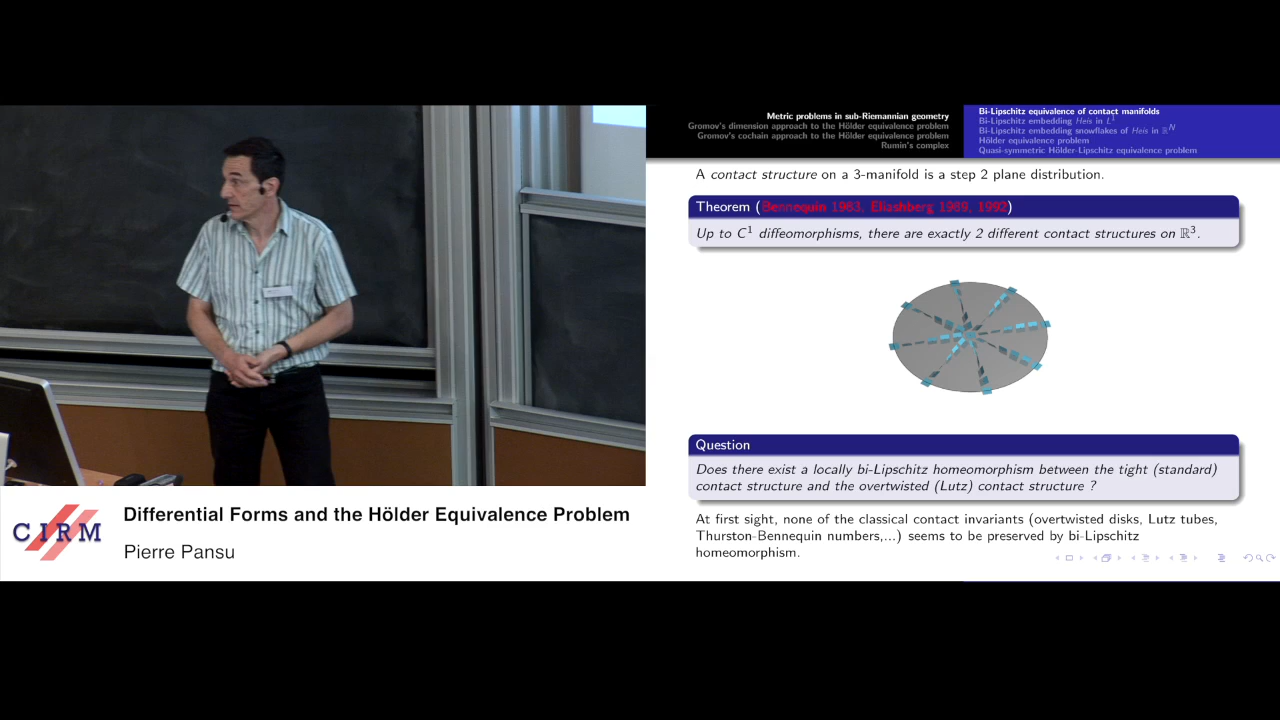 Metric problems in sub-Riemannian geometry
Gromov's dimension approach to the Hölder equivalence problem
Gromov's cochain approach to the Hölder equivalence problem
Rumin's complex
Bi-Lipschitz equivalence of contact manifolds
Bi-Lipschitz embedding Heis in L¹
Bi-Lipschitz embedding snowflakes of Heis in ℝᴺ
Hölder equivalence problem
Quasi-symmetric Hölder-Lipschitz equivalence problem
A contact structure on a 3-manifold is a step 2 plane distribution.
Theorem (Bennequin 1983, Eliashberg 1989, 1992)
Up to C¹ diffeomorphisms, there are exactly 2 different contact structures on ℝ³.
Question
Does there exist a locally bi-Lipschitz homeomorphism between the tight (standard)
contact structure and the overtwisted (Lutz) contact structure ?
At first sight, none of the classical contact invariants (overtwisted disks, Lutz tubes,
Thurston-Bennequin numbers,...) seems to be preserved by bi-Lipschitz
homeomorphism.
CIRM
Differential Forms and the Hölder Equivalence Problem
Pierre Pansu